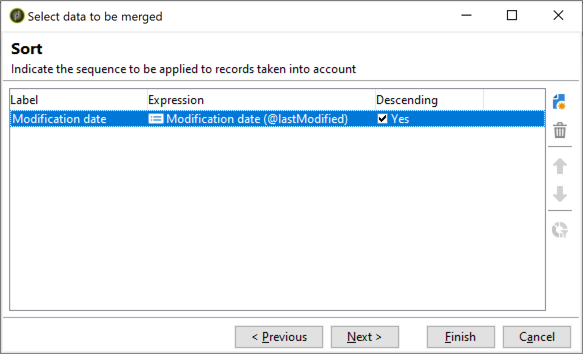 Select data to be merged
Sort
Indicate the sequence to be applied to records taken into account
Label Expression Descending
Modification date Modification date (@lastModified) Yes
< Previous Next > Finish Cancel